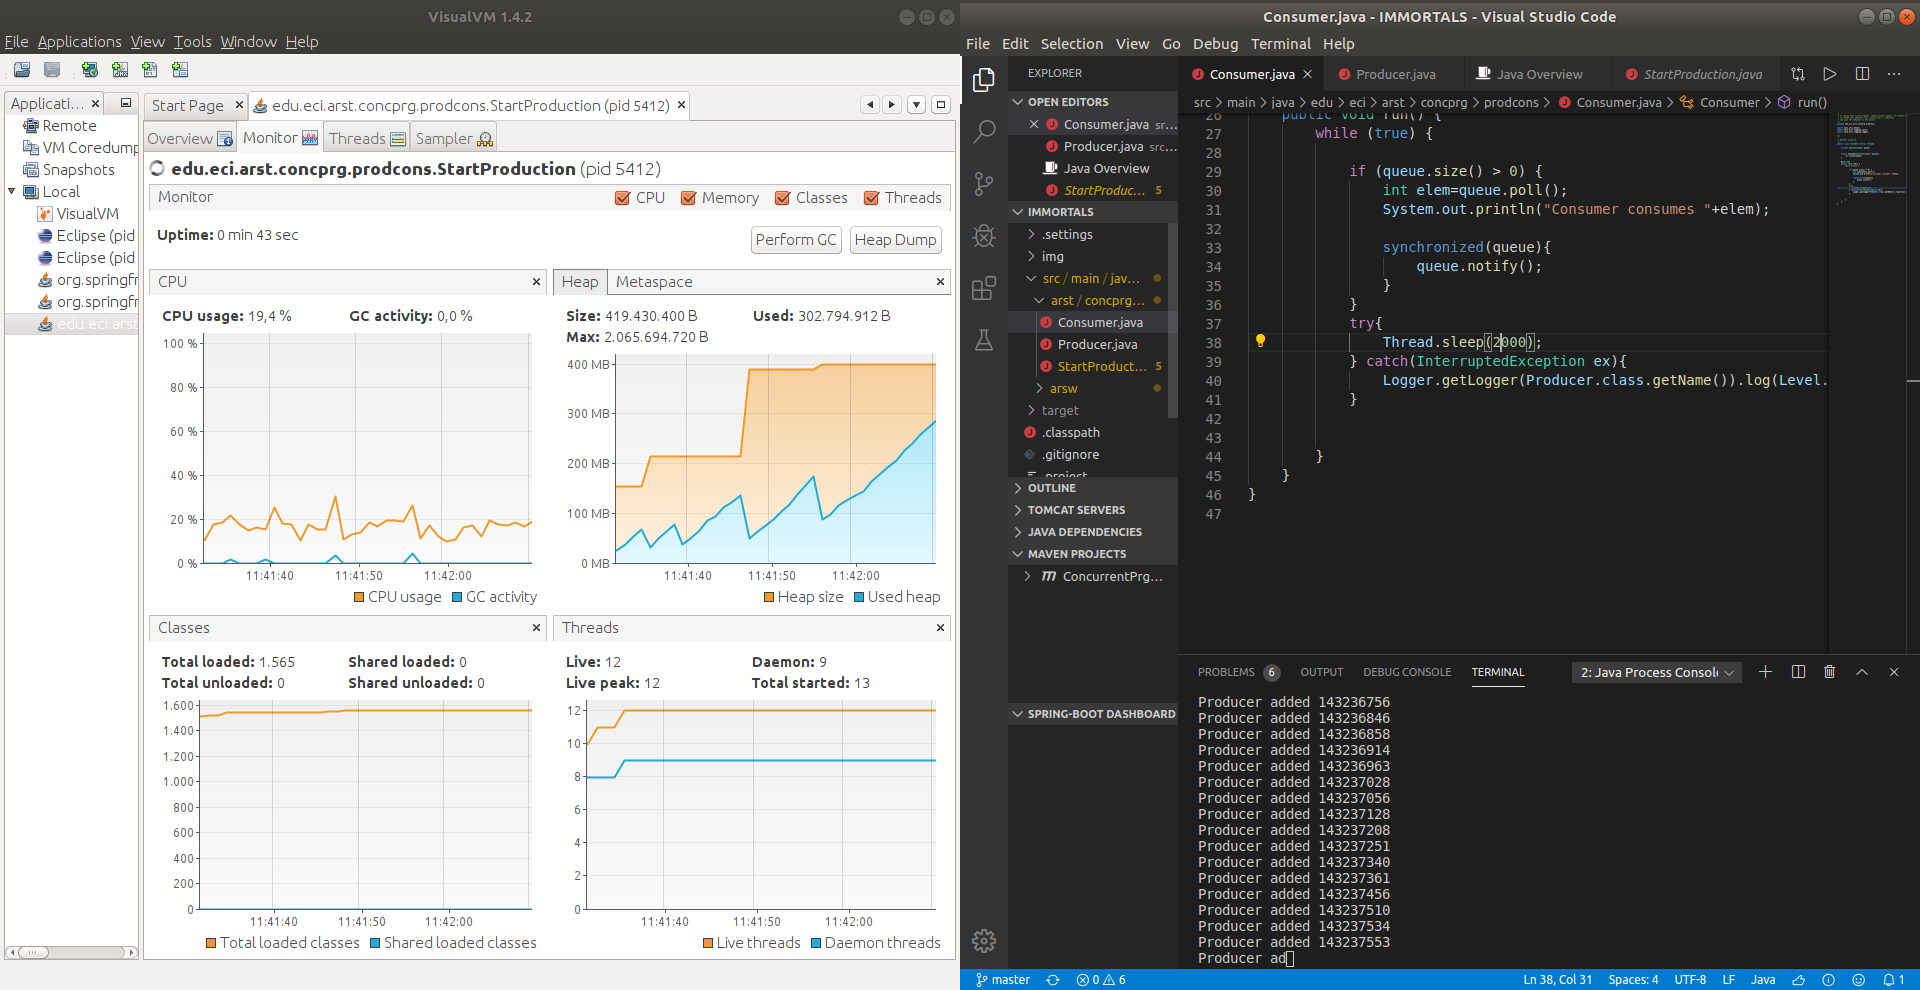 VisualVM 1.4.2
File Applications View Tools Window Help
Applicati... ×
Remote
VM Coredump
Snapshots
Local
VisualVM
Eclipse (pid
Eclipse (pid
org.springfr
org.springfr
edu.eci.arst
Start Page × edu.eci.arst.concprg.prodcons.StartProduction (pid 5412) ×
Overview Monitor Threads Sampler
edu.eci.arst.concprg.prodcons.StartProduction (pid 5412)
Monitor CPU Memory Classes Threads
Uptime: 0 min 43 sec
Perform GC Heap Dump
CPU ×
CPU usage: 19,4 % GC activity: 0,0 %
100 %
80 %
60 %
40 %
20 %
0 %
11:41:40 11:41:50 11:42:00
CPU usage GC activity
Heap Metaspace ×
Size: 419.430.400 B Used: 302.794.912 B
Max: 2.065.694.720 B
400 MB
300 MB
200 MB
100 MB
0 MB
11:41:40 11:41:50 11:42:00
Heap size Used heap
Classes ×
Total loaded: 1.565 Shared loaded: 0
Total unloaded: 0 Shared unloaded: 0
1.600
1.400
1.200
1.000
800
600
400
200
0
11:41:40 11:41:50 11:42:00
Total loaded classes Shared loaded classes
Threads ×
Live: 12 Daemon: 9
Live peak: 12 Total started: 13
12
10
8
6
4
2
0
11:41:40 11:41:50 11:42:00
Live threads Daemon threads
Consumer.java - IMMORTALS - Visual Studio Code
File Edit Selection View Go Debug Terminal Help
EXPLORER
OPEN EDITORS
Consumer.java src...
Producer.java src...
Java Overview
StartProduc... 5
IMMORTALS
.settings
img
src / main / jav...
arst / concprg...
Consumer.java
Producer.java
StartProduct... 5
arsw
target
.classpath
.gitignore
.project
OUTLINE
TOMCAT SERVERS
JAVA DEPENDENCIES
MAVEN PROJECTS
ConcurrentPrg...
SPRING-BOOT DASHBOARD
Consumer.java × Producer.java Java Overview StartProduction.java
src > main > java > edu > eci > arst > concprg > prodcons > Consumer.java > Consumer > run()
26 public void run() {
27 while (true) {
28
29 if (queue.size() > 0) {
30 int elem=queue.poll();
31 System.out.println("Consumer consumes "+elem);
32
33 synchronized(queue){
34 queue.notify();
35 }
36 }
37 try{
38 Thread.sleep(2000);
39 } catch(InterruptedException ex){
40 Logger.getLogger(Producer.class.getName()).log(Level.
41 }
42
43
44 }
45 }
46 }
47
PROBLEMS 6 OUTPUT DEBUG CONSOLE TERMINAL 2: Java Process Consol
Producer added 143236756
Producer added 143236846
Producer added 143236858
Producer added 143236914
Producer added 143236963
Producer added 143237028
Producer added 143237056
Producer added 143237128
Producer added 143237208
Producer added 143237251
Producer added 143237340
Producer added 143237361
Producer added 143237456
Producer added 143237510
Producer added 143237534
Producer added 143237553
Producer ad
master 0 6 Ln 38, Col 31 Spaces: 4 UTF-8 LF Java 1